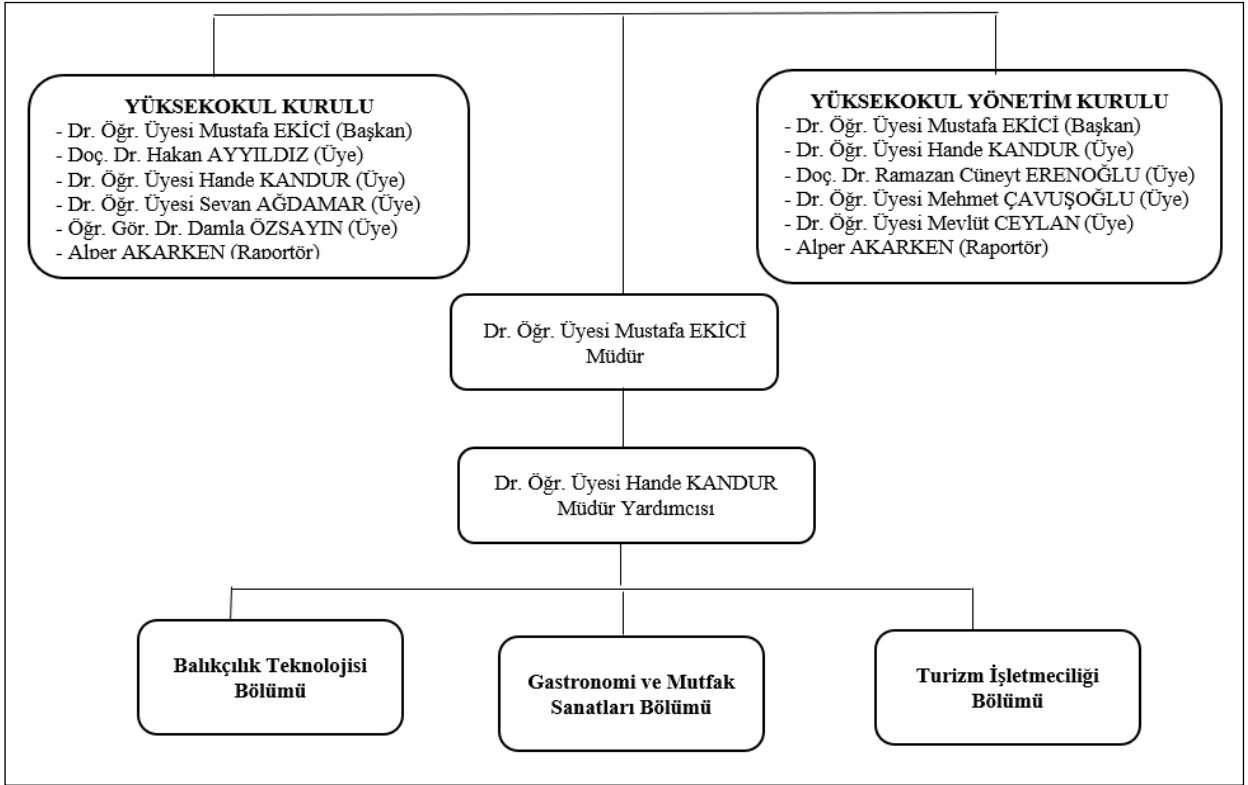 YÜKSEKOKUL KURULU
- Dr. Öğr. Üyesi Mustafa EKİCİ (Başkan)
- Doç. Dr. Hakan AYYILDIZ (Üye)
- Dr. Öğr. Üyesi Hande KANDUR (Üye)
- Dr. Öğr. Üyesi Sevan AĞDAMAR (Üye)
- Öğr. Gör. Dr. Damla ÖZSAYIN (Üye)
- Alper AKARKEN (Raportör)
YÜKSEKOKUL YÖNETİM KURULU
- Dr. Öğr. Üyesi Mustafa EKİCİ (Başkan)
- Dr. Öğr. Üyesi Hande KANDUR (Üye)
- Doç. Dr. Ramazan Cüneyt ERENOĞLU (Üye)
- Dr. Öğr. Üyesi Mehmet ÇAVUŞOĞLU (Üye)
- Dr. Öğr. Üyesi Mevlüt CEYLAN (Üye)
- Alper AKARKEN (Raportör)
Dr. Öğr. Üyesi Mustafa EKİCİ
Müdür
Dr. Öğr. Üyesi Hande KANDUR
Müdür Yardımcısı
Balıkçılık Teknolojisi
Bölümü
Gastronomi ve Mutfak
Sanatları Bölümü
Turizm İşletmeciliği
Bölümü